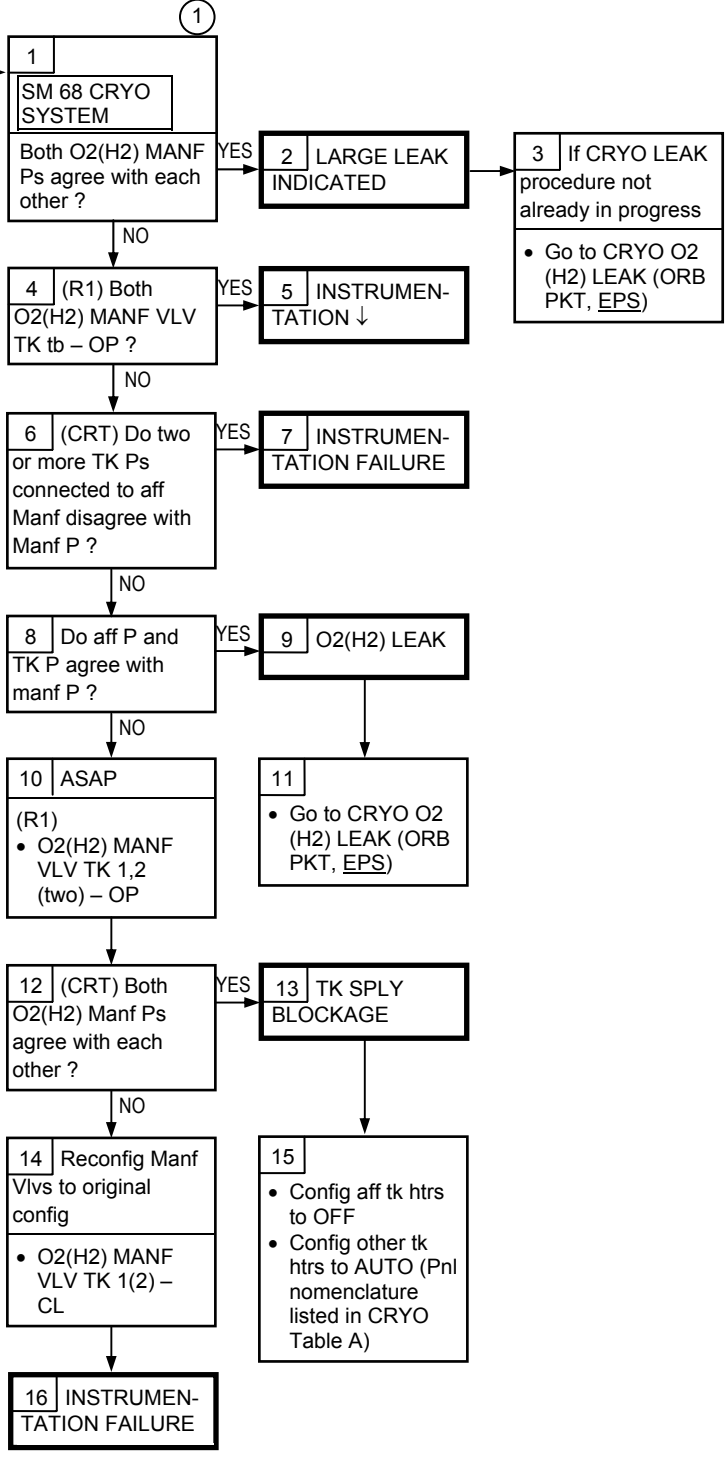 1
1
SM 68 CRYO
SYSTEM
Both O2(H2) MANF
Ps agree with each
other ?
YES
NO
2 LARGE LEAK
INDICATED
3 If CRYO LEAK
procedure not
already in progress
• Go to CRYO O2
(H2) LEAK (ORB
PKT, EPS)
4 (R1) Both
O2(H2) MANF VLV
TK tb – OP ?
YES
NO
5 INSTRUMEN-
TATION ↓
6 (CRT) Do two
or more TK Ps
connected to aff
Manf disagree with
Manf P ?
YES
NO
7 INSTRUMEN-
TATION FAILURE
8 Do aff P and
TK P agree with
manf P ?
YES
NO
9 O2(H2) LEAK
10 ASAP
(R1)
• O2(H2) MANF
VLV TK 1,2
(two) – OP
11
• Go to CRYO O2
(H2) LEAK (ORB
PKT, EPS)
12 (CRT) Both
O2(H2) Manf Ps
agree with each
other ?
YES
NO
13 TK SPLY
BLOCKAGE
14 Reconfig Manf
Vlvs to original
config
• O2(H2) MANF
VLV TK 1(2) –
CL
15
• Config aff tk htrs
to OFF
• Config other tk
htrs to AUTO (Pnl
nomenclature
listed in CRYO
Table A)
16 INSTRUMEN-
TATION FAILURE